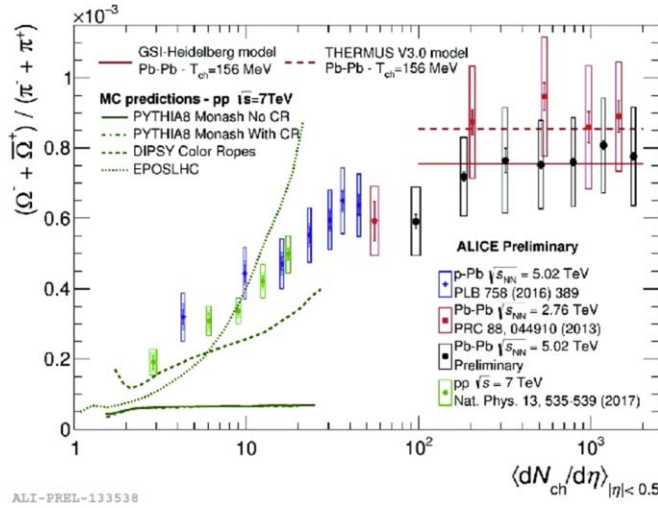 ×10⁻³
(Ω⁻ + Ω̅⁺) / (π⁻ + π⁺)
GSI-Heidelberg model
Pb-Pb - T_ch=156 MeV
THERMUS V3.0 model
Pb-Pb - T_ch=156 MeV
MC predictions - pp √s=7TeV
PYTHIA8 Monash No CR
PYTHIA8 Monash With CR
DIPSY Color Ropes
EPOSLHC
1
0.8
0.6
0.4
0.2
0
ALICE Preliminary
p-Pb √s_NN = 5.02 TeV
PLB 758 (2016) 389
Pb-Pb √s_NN = 2.76 TeV
PRC 88, 044910 (2013)
Pb-Pb √s_NN = 5.02 TeV
Preliminary
pp √s = 7 TeV
Nat. Phys. 13, 535-539 (2017)
1 10 10² 10³
⟨dN_ch/dη⟩|η|< 0.5
ALI-PREL-133538